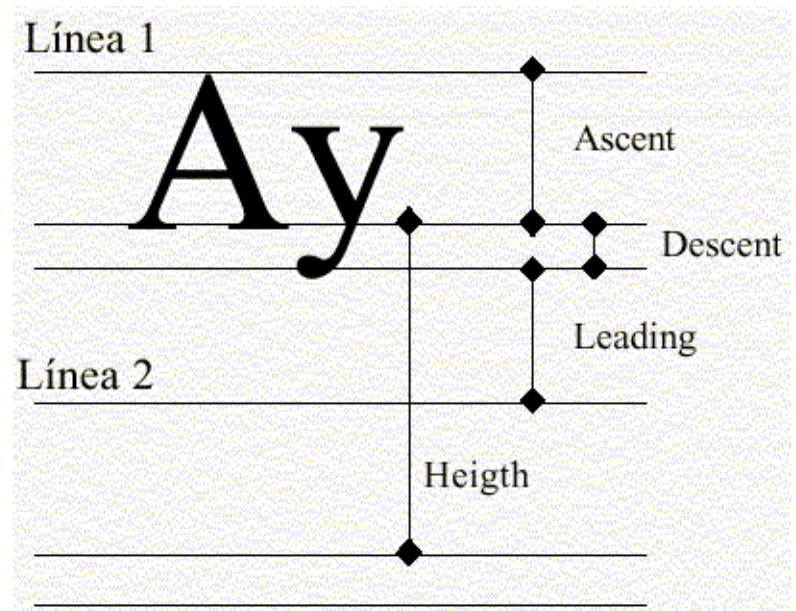 Línea 1
Ay
Ascent
Descent
Leading
Línea 2
Heigth